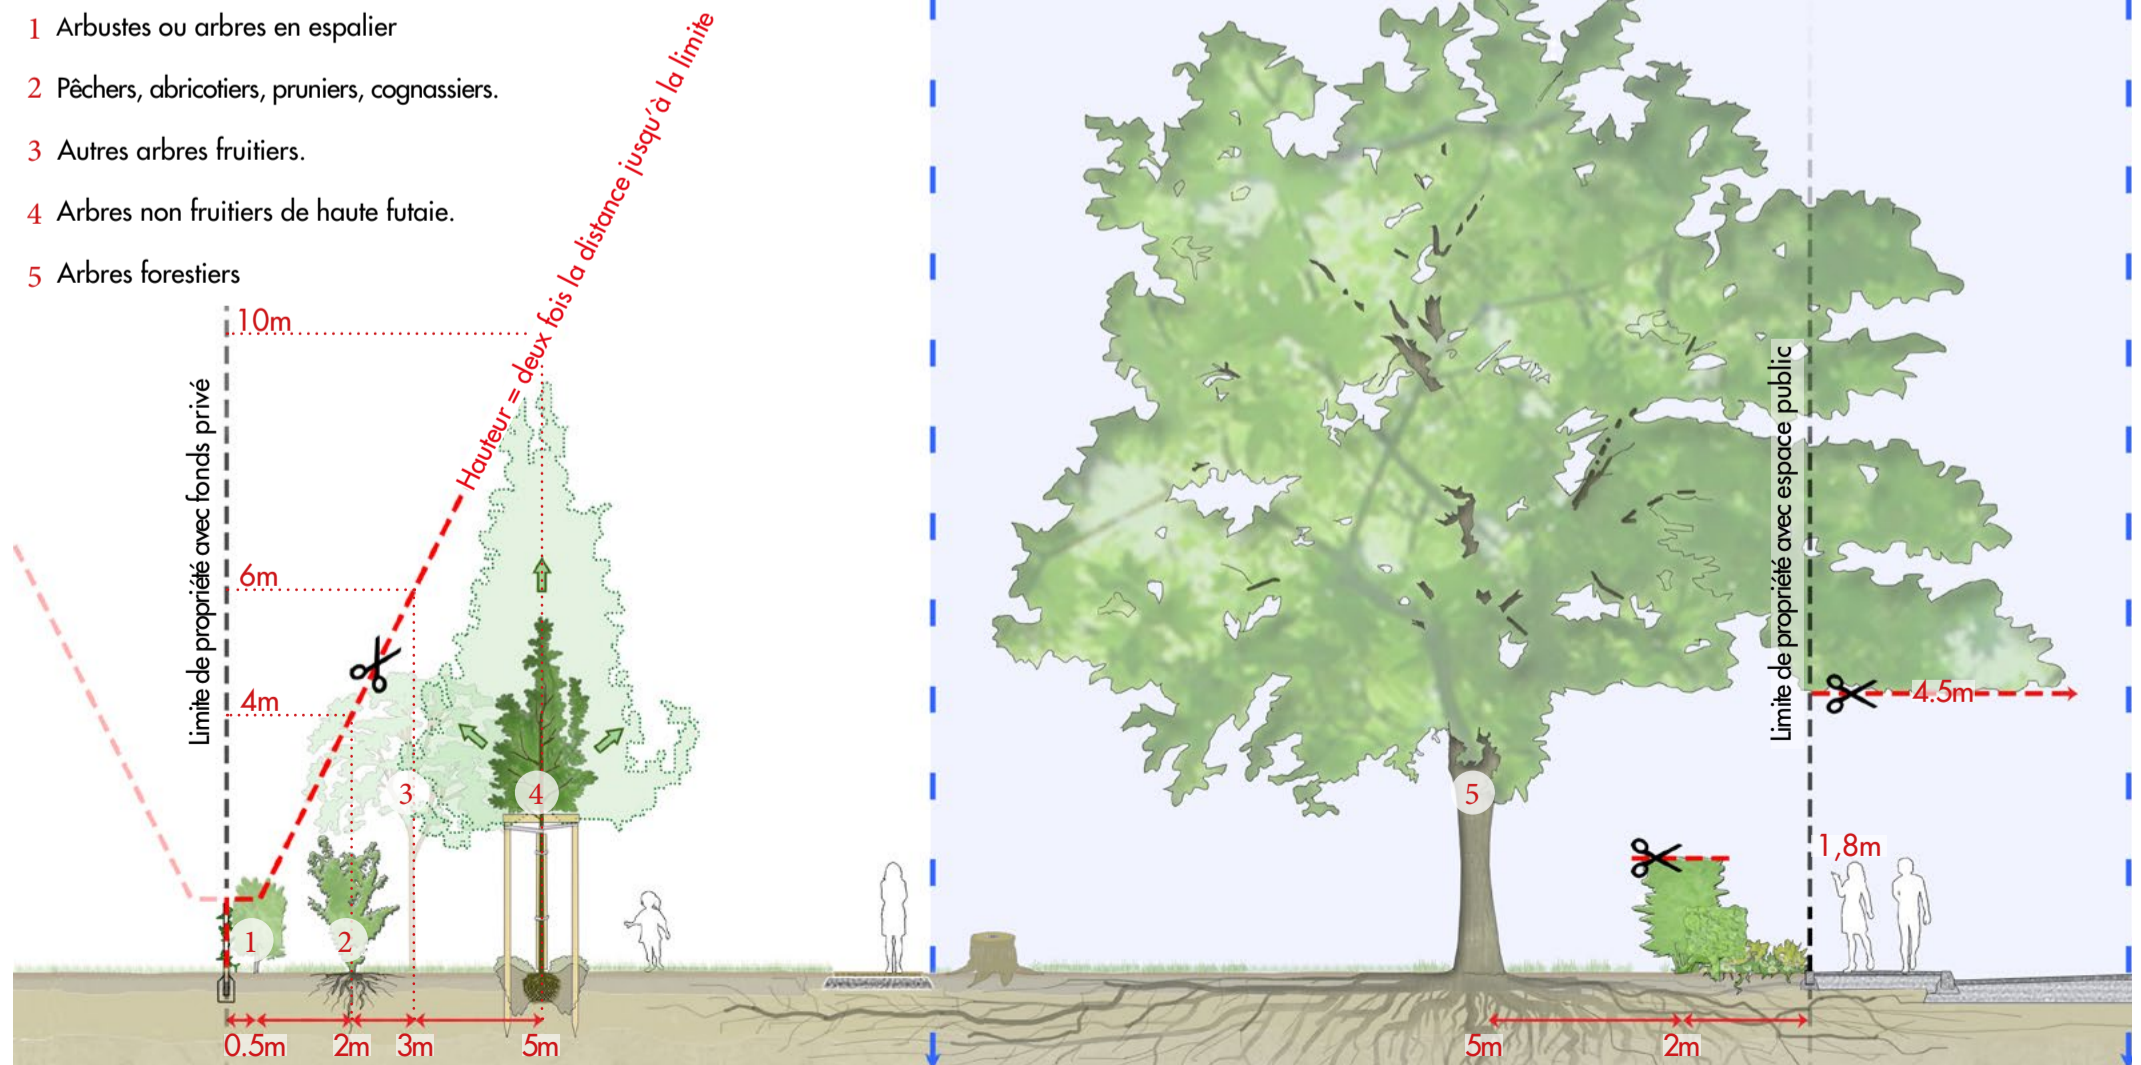 1 Arbustes ou arbres en espalier
2 Pêchers, abricotiers, pruniers, cognassiers.
3 Autres arbres fruitiers.
4 Arbres non fruitiers de haute futaie.
5 Arbres forestiers
Limite de propriété avec fonds privé
10m
6m
4m
Hauteur = deux fois la distance jusqu'à la limite
1
2
3
4
0.5m
2m
3m
5m
5
Limite de propriété avec espace public
4.5m
1,8m
5m
2m